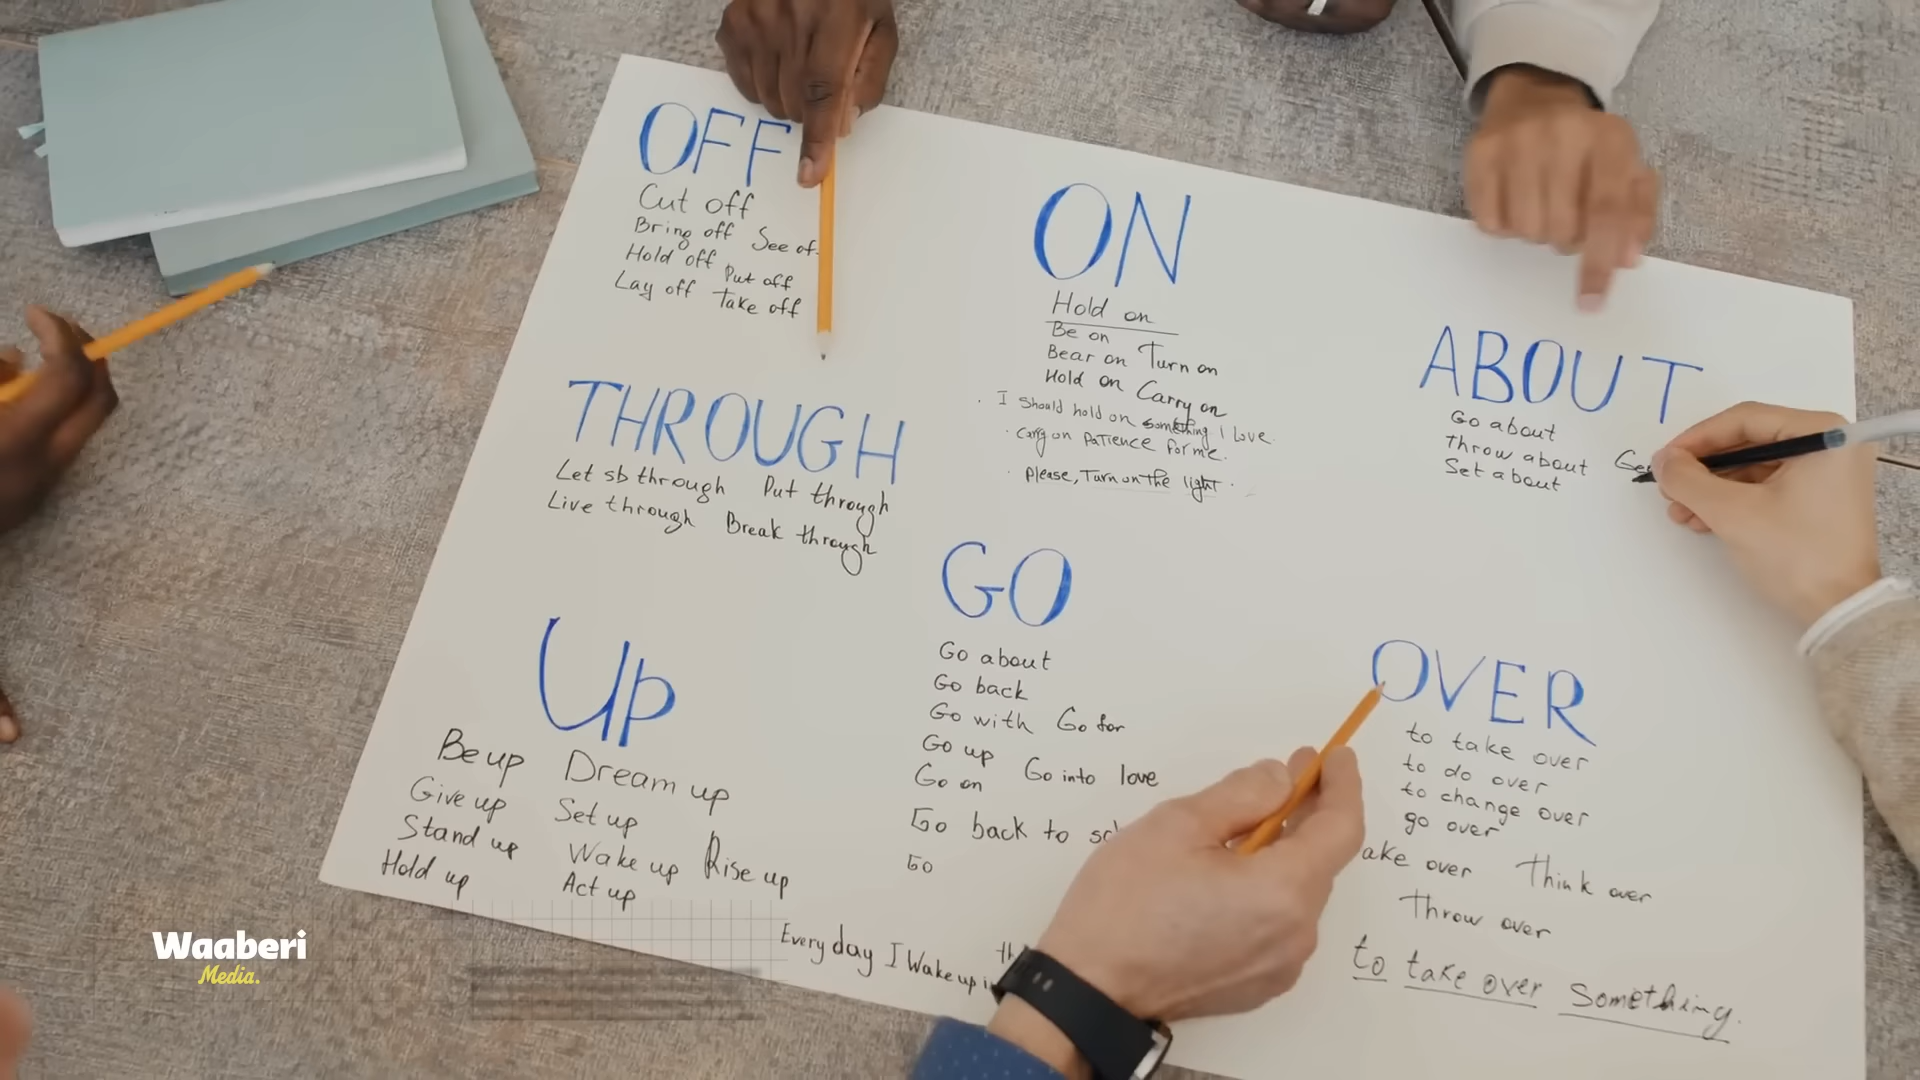 OFF
Cut off
Bring off See of
Hold off Put off
Lay off Take off
ON
Hold on
Be on
Bear on Turn on
Hold on Carry on
. I should hold on something I love.
. carry on patience for me.
. please, Turn on the light.
ABOUT
Go about
Throw about
Set about
THROUGH
Let sb through Put through
Live through Break through
GO
Go about
Go back
Go with Go for
Go up Go into love
Go on
Go back to
Go
UP
Be up Dream up
Give up Set up
Stand up Wake up Rise up
Hold up Act up
Every day I Wake up
OVER
to take over
to do over
to change over
go over
ake over Think over
Throw over
to take over something.
Waaberi
Media.